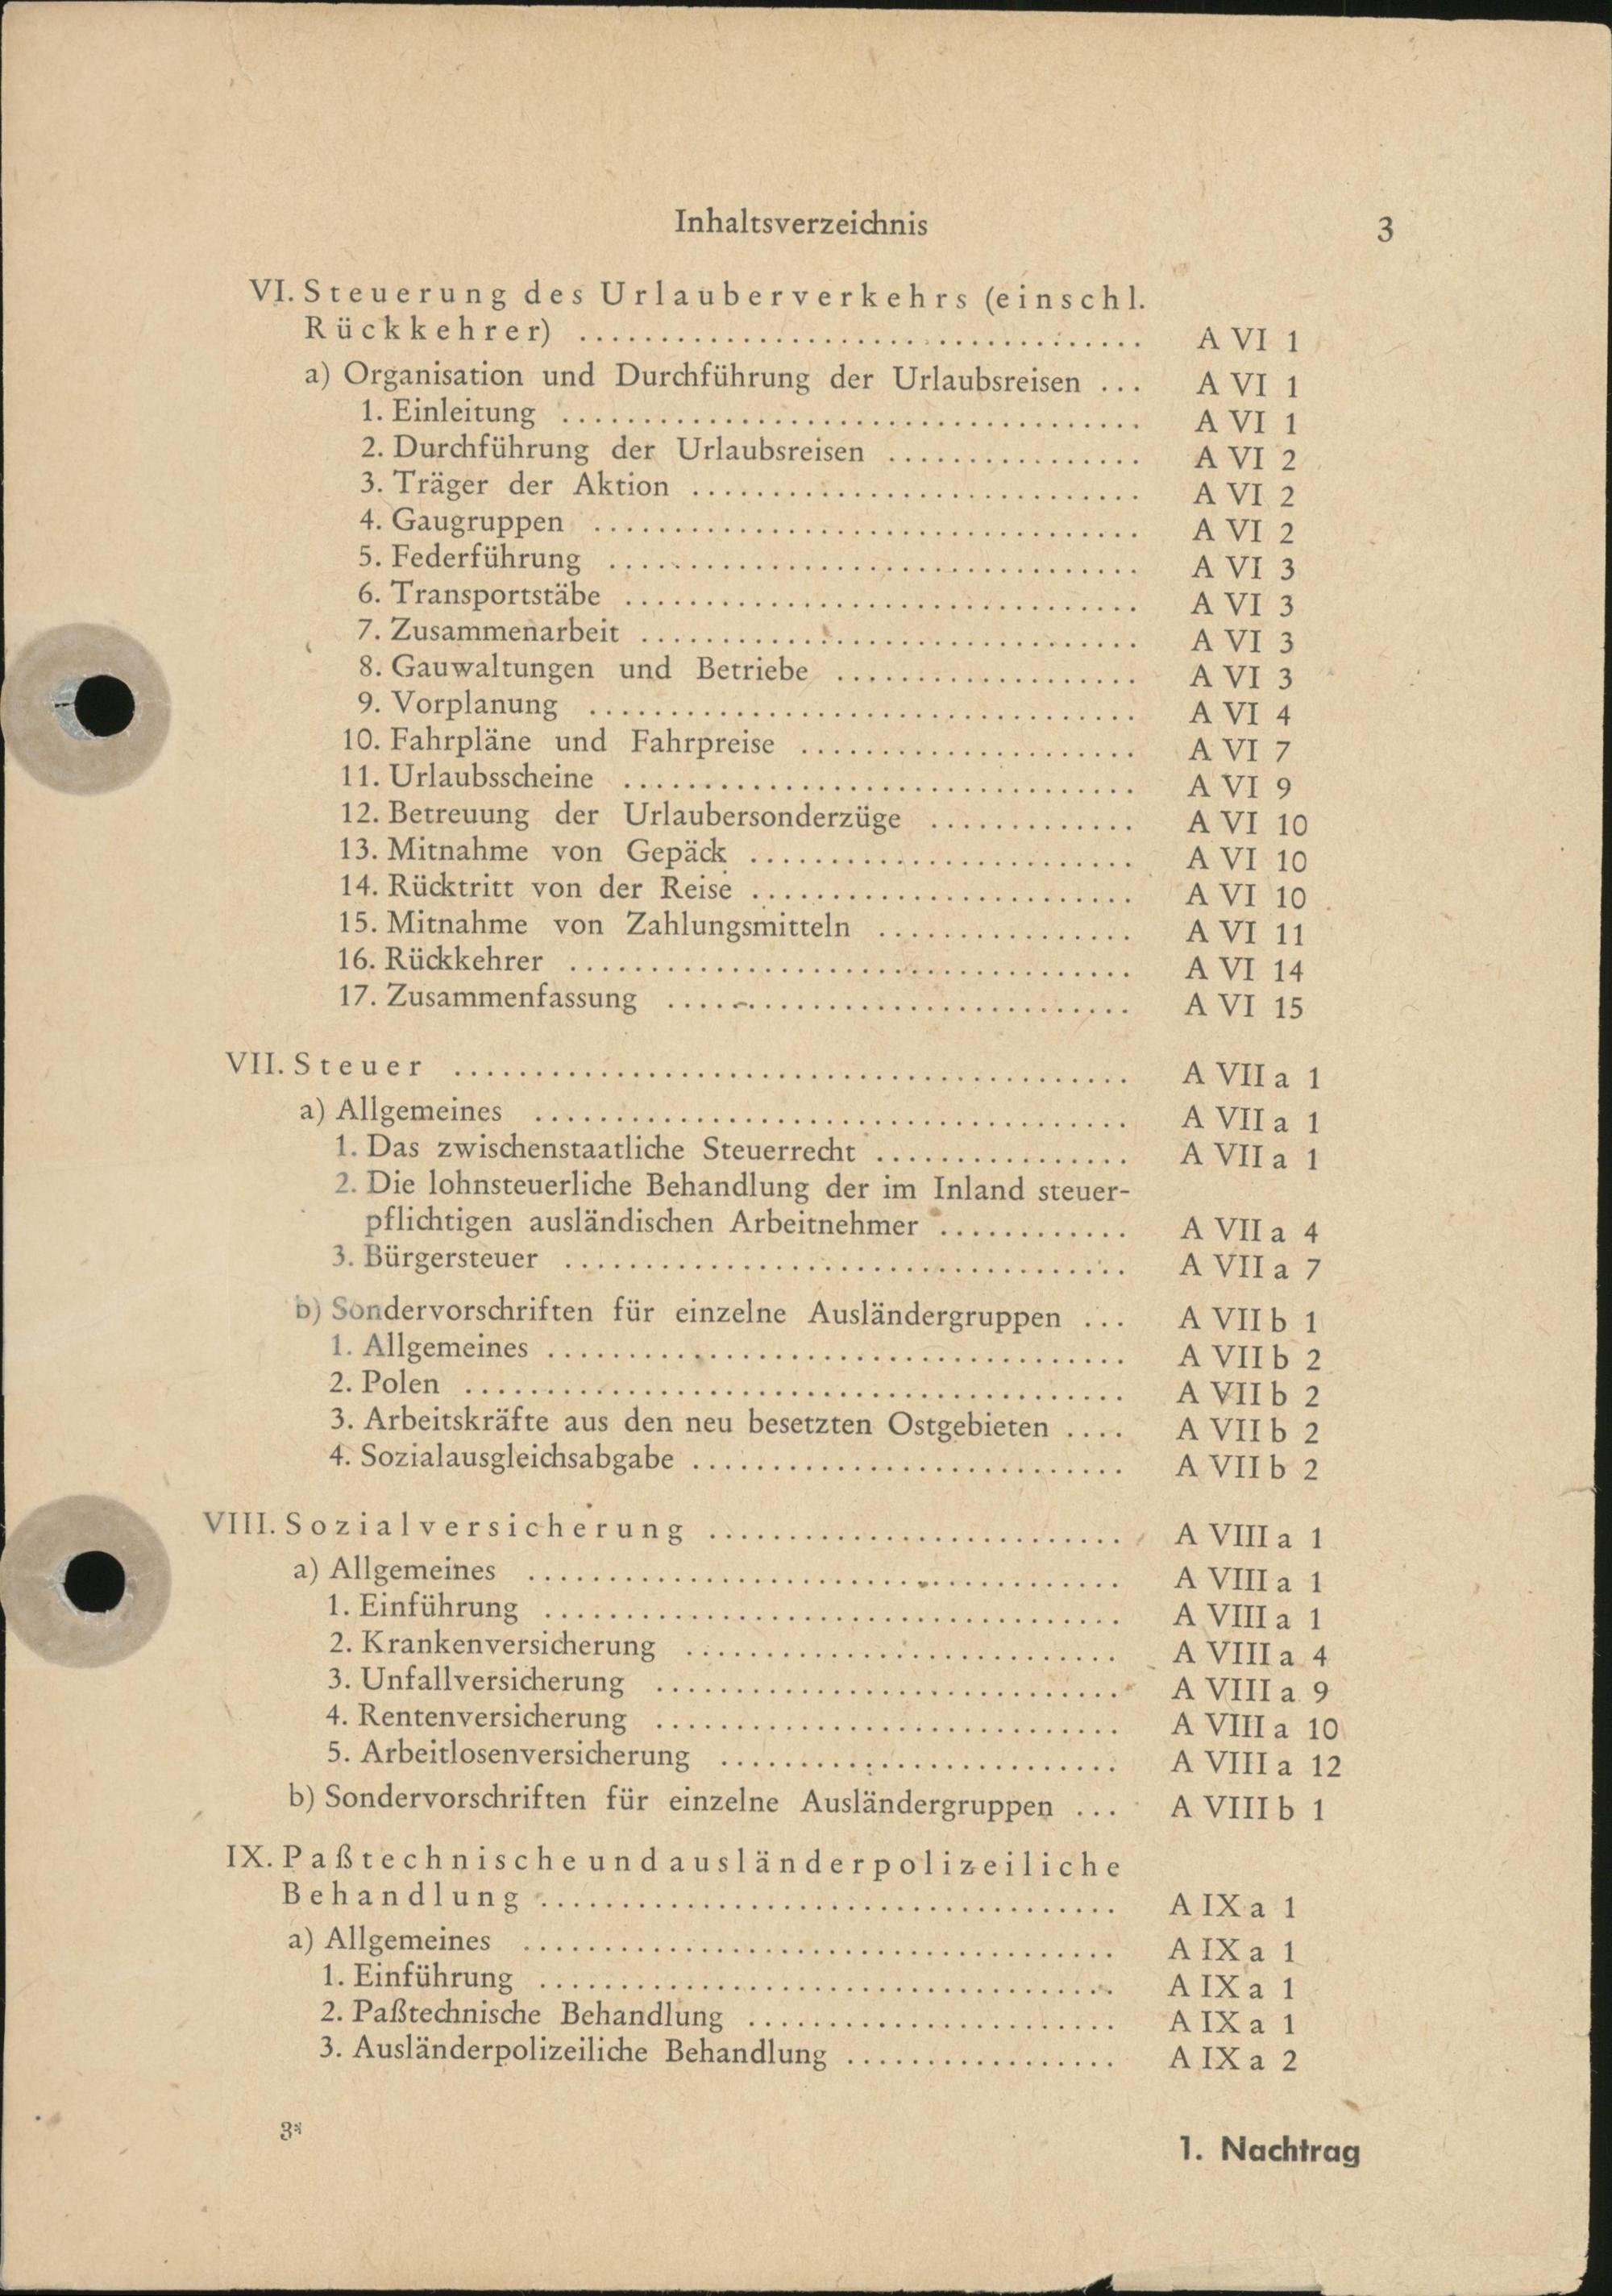 Inhaltsverzeichnis 3
VI. Steuerung des Urlauberverkehrs (einschl.
Rückkehrer) .................................... A VI 1
a) Organisation und Durchführung der Urlaubsreisen ... A VI 1
1. Einleitung .................................... A VI 1
2. Durchführung der Urlaubsreisen ................ A VI 2
3. Träger der Aktion ............................ A VI 2
4. Gaugruppen .................................. A VI 2
5. Federführung ................................. A VI 3
6. Transportstäbe ................................ A VI 3
7. Zusammenarbeit ............................... A VI 3
8. Gauwaltungen und Betriebe ................... A VI 3
9. Vorplanung ................................... A VI 4
10. Fahrpläne und Fahrpreise ..................... A VI 7
11. Urlaubsscheine ................................ A VI 9
12. Betreuung der Urlaubersonderzüge ............. A VI 10
13. Mitnahme von Gepäck ........................ A VI 10
14. Rücktritt von der Reise ........................ A VI 10
15. Mitnahme von Zahlungsmitteln ................ A VI 11
16. Rückkehrer .................................... A VI 14
17. Zusammenfassung ............................. A VI 15
VII. Steuer ........................................... A VII a 1
a) Allgemeines ...................................... A VII a 1
1. Das zwischenstaatliche Steuerrecht ................ A VII a 1
2. Die lohnsteuerliche Behandlung der im Inland steuer-
pflichtigen ausländischen Arbeitnehmer ............ A VII a 4
3. Bürgersteuer .................................... A VII a 7
b) Sondervorschriften für einzelne Ausländergruppen ... A VII b 1
1. Allgemeines ..................................... A VII b 2
2. Polen .......................................... A VII b 2
3. Arbeitskräfte aus den neu besetzten Ostgebieten .... A VII b 2
4. Sozialausgleichsabgabe ........................... A VII b 2
VIII. Sozialversicherung .......................... A VIII a 1
a) Allgemeines ...................................... A VIII a 1
1. Einführung ..................................... A VIII a 1
2. Krankenversicherung ........................... A VIII a 4
3. Unfallversicherung ............................. A VIII a 9
4. Rentenversicherung ............................. A VIII a 10
5. Arbeitlosenversicherung ......................... A VIII a 12
b) Sondervorschriften für einzelne Ausländergruppen ... A VIII b 1
IX. Paßtechnische und ausländerpolizeiliche
Behandlung .................................... A IX a 1
a) Allgemeines ...................................... A IX a 1
1. Einführung ..................................... A IX a 1
2. Paßtechnische Behandlung ....................... A IX a 1
3. Ausländerpolizeiliche Behandlung ................. A IX a 2
3*
1. Nachtrag